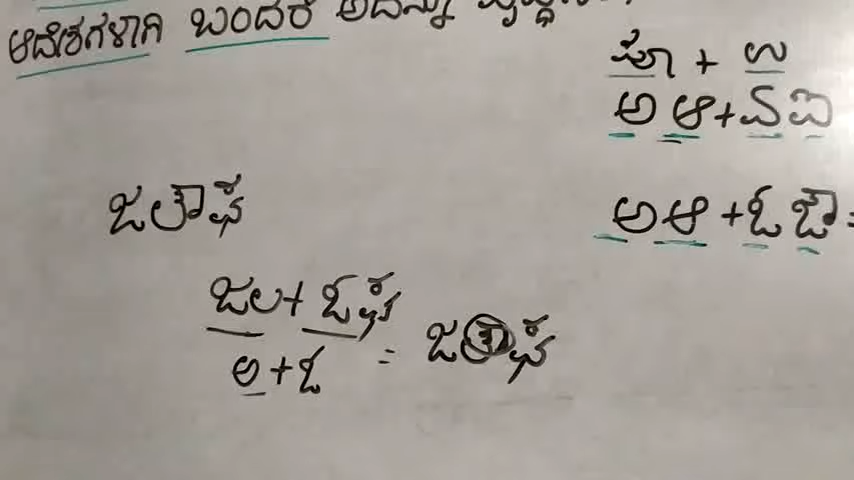 ಆದೇಶಗಳಾಗಿ ಬಂದರೆ ಅದನ್ನು
ಘಾ + ಉ
ಅ ಆ + ಏ ಐ
ಅ ಆ + ಓ ಔ =
ಜಲೌಘ
ಜಲ + ಓಘ
ಅ + ಓ = ಜಲೌಘ